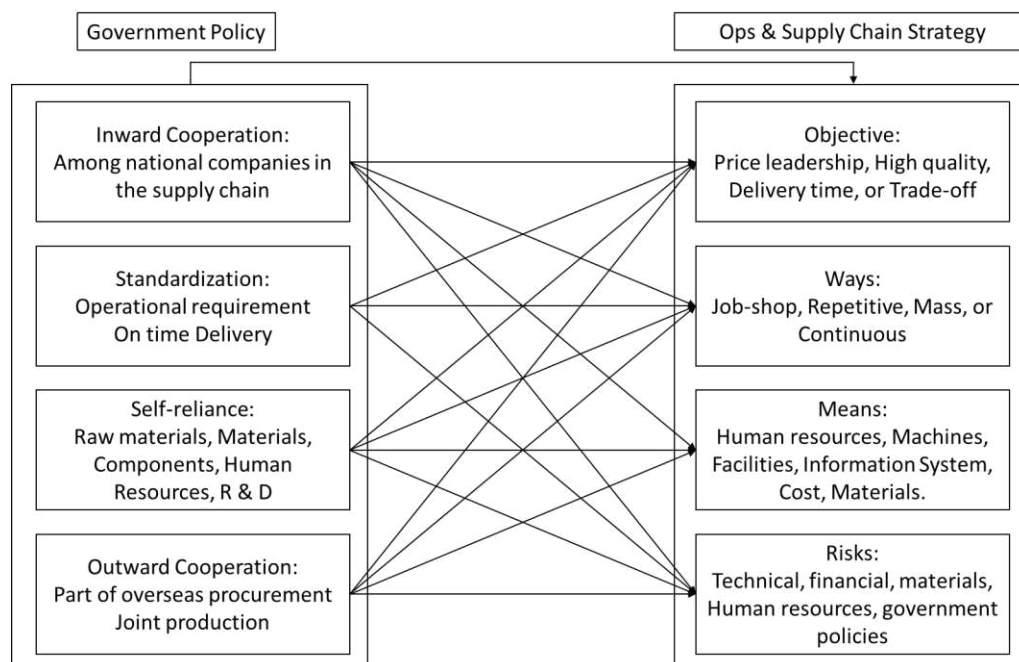 Government Policy
Ops & Supply Chain Strategy
Inward Cooperation:
Among national companies in
the supply chain
Objective:
Price leadership, High quality,
Delivery time, or Trade-off
Standardization:
Operational requirement
On time Delivery
Ways:
Job-shop, Repetitive, Mass, or
Continuous
Self-reliance:
Raw materials, Materials,
Components, Human
Resources, R & D
Means:
Human resources, Machines,
Facilities, Information System,
Cost, Materials.
Outward Cooperation:
Part of overseas procurement
Joint production
Risks:
Technical, financial, materials,
Human resources, government
policies